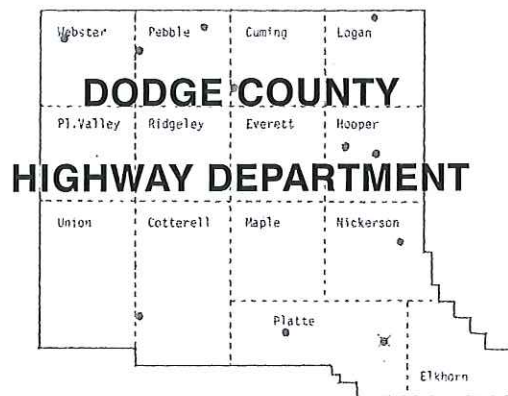 Webster Pebble Cuming Logan
DODGE COUNTY
Pl.Valley Ridgeley Everett Hooper
HIGHWAY DEPARTMENT
Union Cotterell Maple Nickerson
Platte
Elkhorn